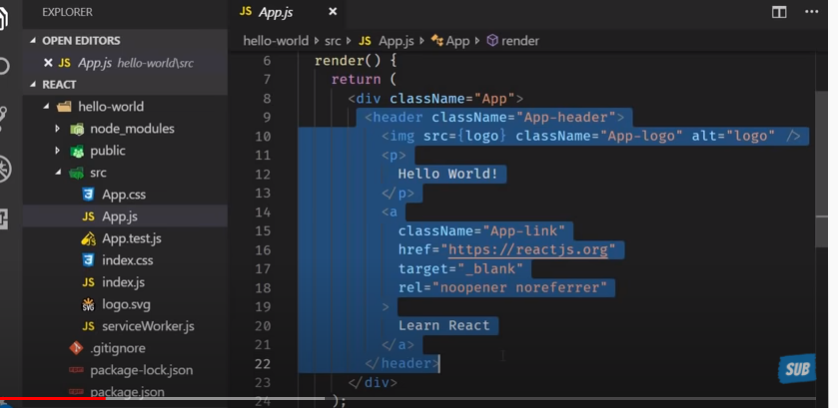 EXPLORER
OPEN EDITORS
JS App.js hello-world\src
REACT
hello-world
node_modules
public
src
App.css
JS App.js
App.test.js
index.css
JS index.js
logo.svg
JS serviceWorker.js
.gitignore
package-lock.json
package.json
JS App.js
hello-world src JS App.js App render
6 render() {
7 return (
8 <div className="App">
9 <header className="App-header">
10 <img src={logo} className="App-logo" alt="logo" />
11 <p>
12 Hello World!
13 </p>
14 <a
15 className="App-link"
16 href="https://reactjs.org"
17 target="_blank"
18 rel="noopener noreferrer"
19 >
20 Learn React
21 </a>
22 </header>
23 </div>
24 );
SUB